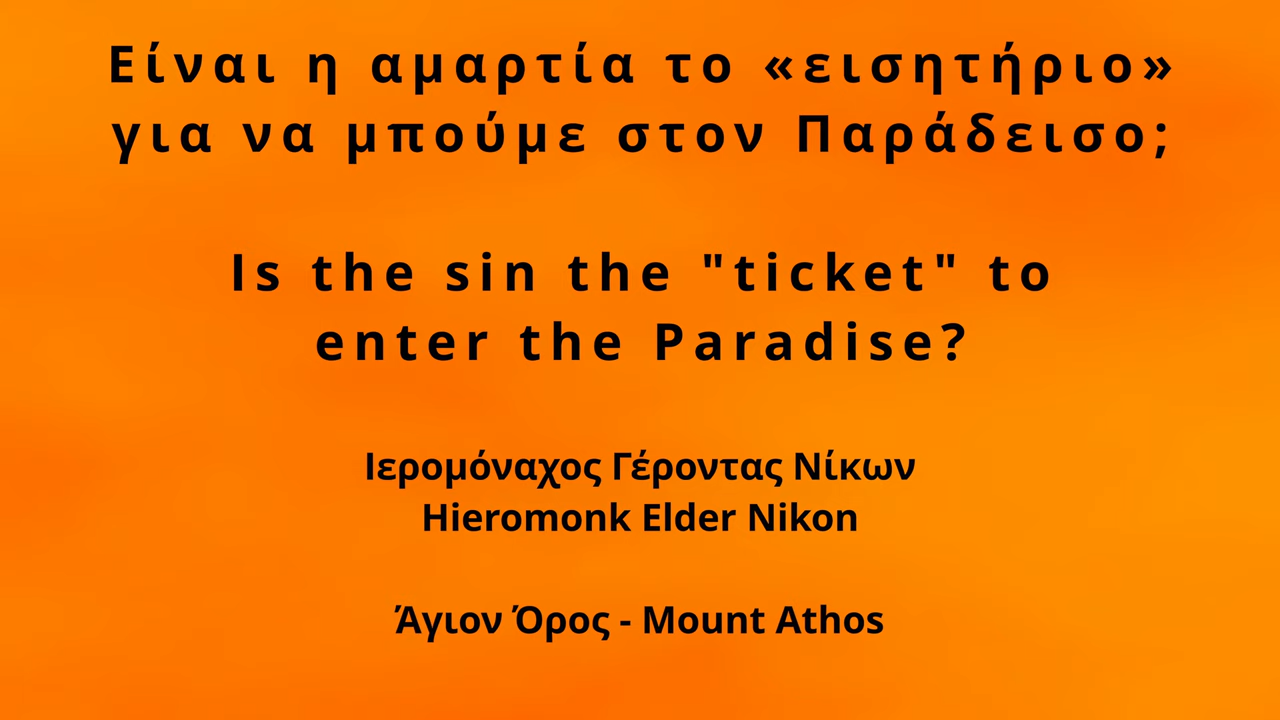 Είναι η αμαρτία το «εισητήριο»
για να μπούμε στον Παράδεισο;
Is the sin the "ticket" to
enter the Paradise?
Ιερομόναχος Γέροντας Νίκων
Hieromonk Elder Nikon
Άγιον Όρος - Mount Athos